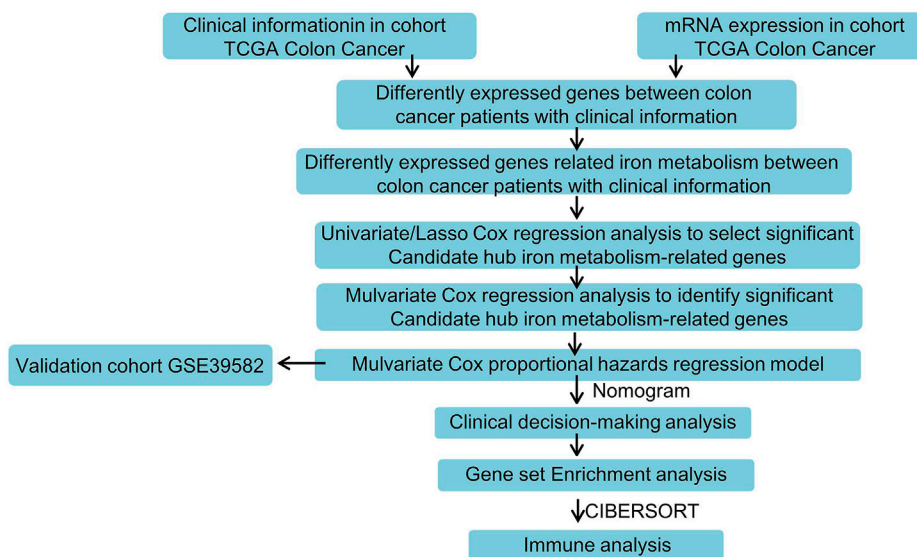 Clinical informationin in cohort
TCGA Colon Cancer
mRNA expression in cohort
TCGA Colon Cancer
Differently expressed genes between colon
cancer patients with clinical information
Differently expressed genes related iron metabolism between
colon cancer patients with clinical information
Univariate/Lasso Cox regression analysis to select significant
Candidate hub iron metabolism-related genes
Mulvariate Cox regression analysis to identify significant
Candidate hub iron metabolism-related genes
Validation cohort GSE39582
Mulvariate Cox proportional hazards regression model
Nomogram
Clinical decision-making analysis
Gene set Enrichment analysis
CIBERSORT
Immune analysis